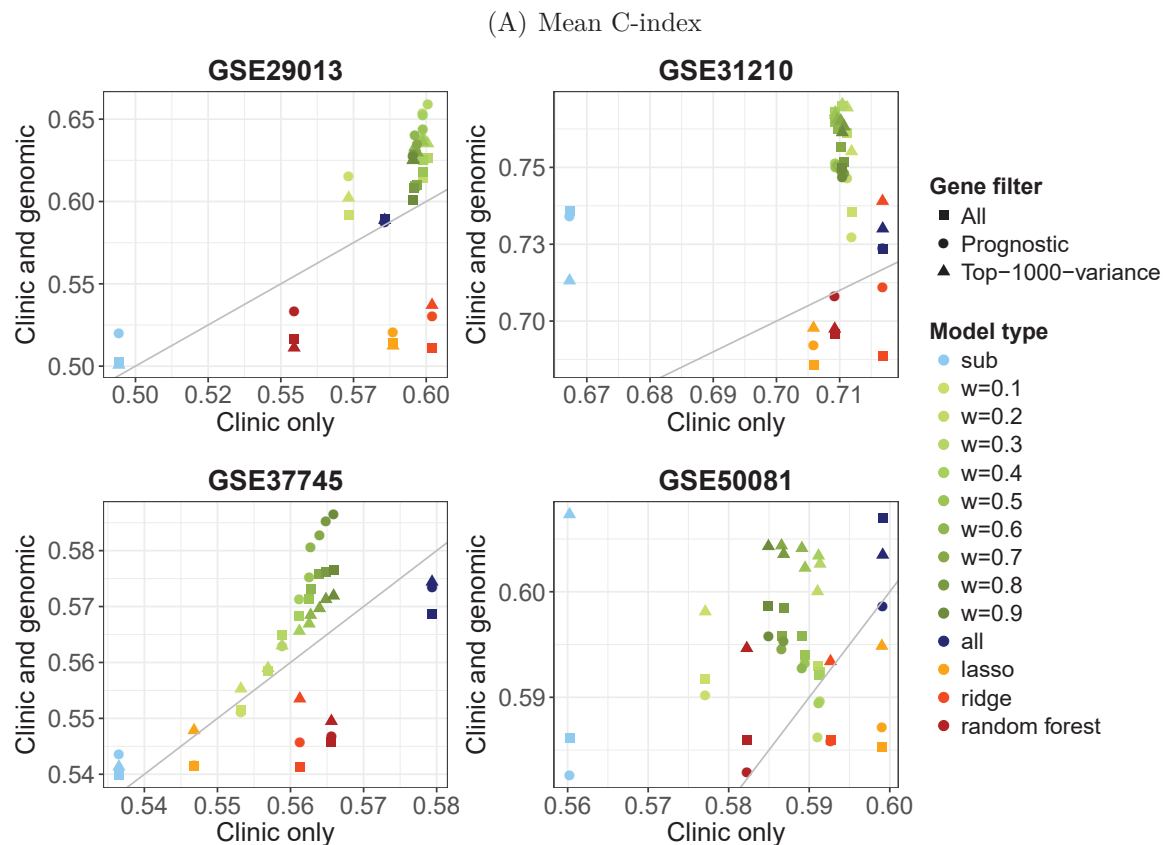 (A) Mean C-index
GSE29013
Clinic and genomic
0.65
0.60
0.55
0.50
0.50
0.52
0.55
0.57
0.60
Clinic only
GSE31210
Clinic and genomic
0.75
0.73
0.70
0.67
0.68
0.69
0.70
0.71
Clinic only
GSE37745
Clinic and genomic
0.58
0.57
0.56
0.55
0.54
0.54
0.55
0.56
0.57
0.58
Clinic only
GSE50081
Clinic and genomic
0.60
0.59
0.56
0.57
0.58
0.59
0.60
Clinic only
Gene filter
All
Prognostic
Top−1000−variance
Model type
sub
w=0.1
w=0.2
w=0.3
w=0.4
w=0.5
w=0.6
w=0.7
w=0.8
w=0.9
all
lasso
ridge
random forest